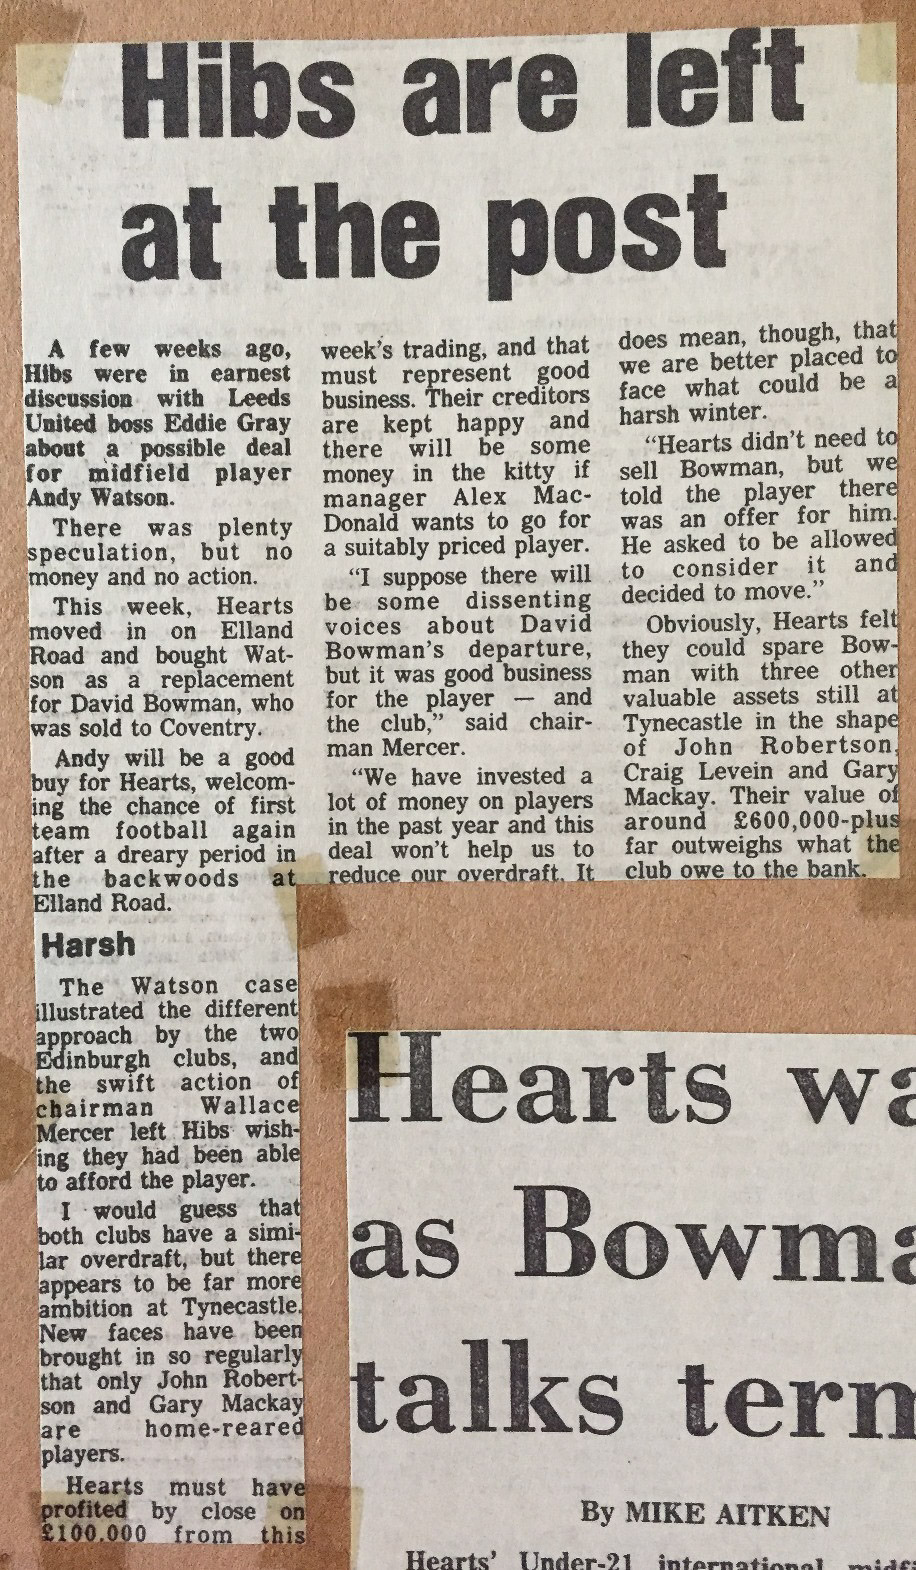 Hibs are left
at the post
A few weeks ago,
Hibs were in earnest
discussion with Leeds
United boss Eddie Gray
about a possible deal
for midfield player
Andy Watson.
There was plenty
speculation, but no
money and no action.
This week, Hearts
moved in on Elland
Road and bought Wat-
son as a replacement
for David Bowman, who
was sold to Coventry.
Andy will be a good
buy for Hearts, welcom-
ing the chance of first
team football again
after a dreary period in
the backwoods at
Elland Road.
Harsh
The Watson case
illustrated the different
approach by the two
Edinburgh clubs, and
the swift action of
chairman Wallace
Mercer left Hibs wish-
ing they had been able
to afford the player.
I would guess that
both clubs have a simi-
lar overdraft, but there
appears to be far more
ambition at Tynecastle.
New faces have been
brought in so regularly
that only John Robert-
son and Gary Mackay
are home-reared
players.
Hearts must have
profited by close on
£100,000 from this
week's trading, and that
must represent good
business. Their creditors
are kept happy and
there will be some
money in the kitty if
manager Alex Mac-
Donald wants to go for
a suitably priced player.
"I suppose there will
be some dissenting
voices about David
Bowman's departure,
but it was good business
for the player — and
the club," said chair-
man Mercer.
"We have invested a
lot of money on players
in the past year and this
deal won't help us to
reduce our overdraft. It
does mean, though, that
we are better placed to
face what could be a
harsh winter.
"Hearts didn't need to
sell Bowman, but we
told the player there
was an offer for him.
He asked to be allowed
to consider it and
decided to move."
Obviously, Hearts felt
they could spare Bow-
man with three other
valuable assets still at
Tynecastle in the shape
of John Robertson,
Craig Levein and Gary
Mackay. Their value of
around £600,000-plus
far outweighs what the
club owe to the bank.
Hearts wa
as Bowma
talks term
By MIKE AITKEN
Hearts' Under-21 international midfi